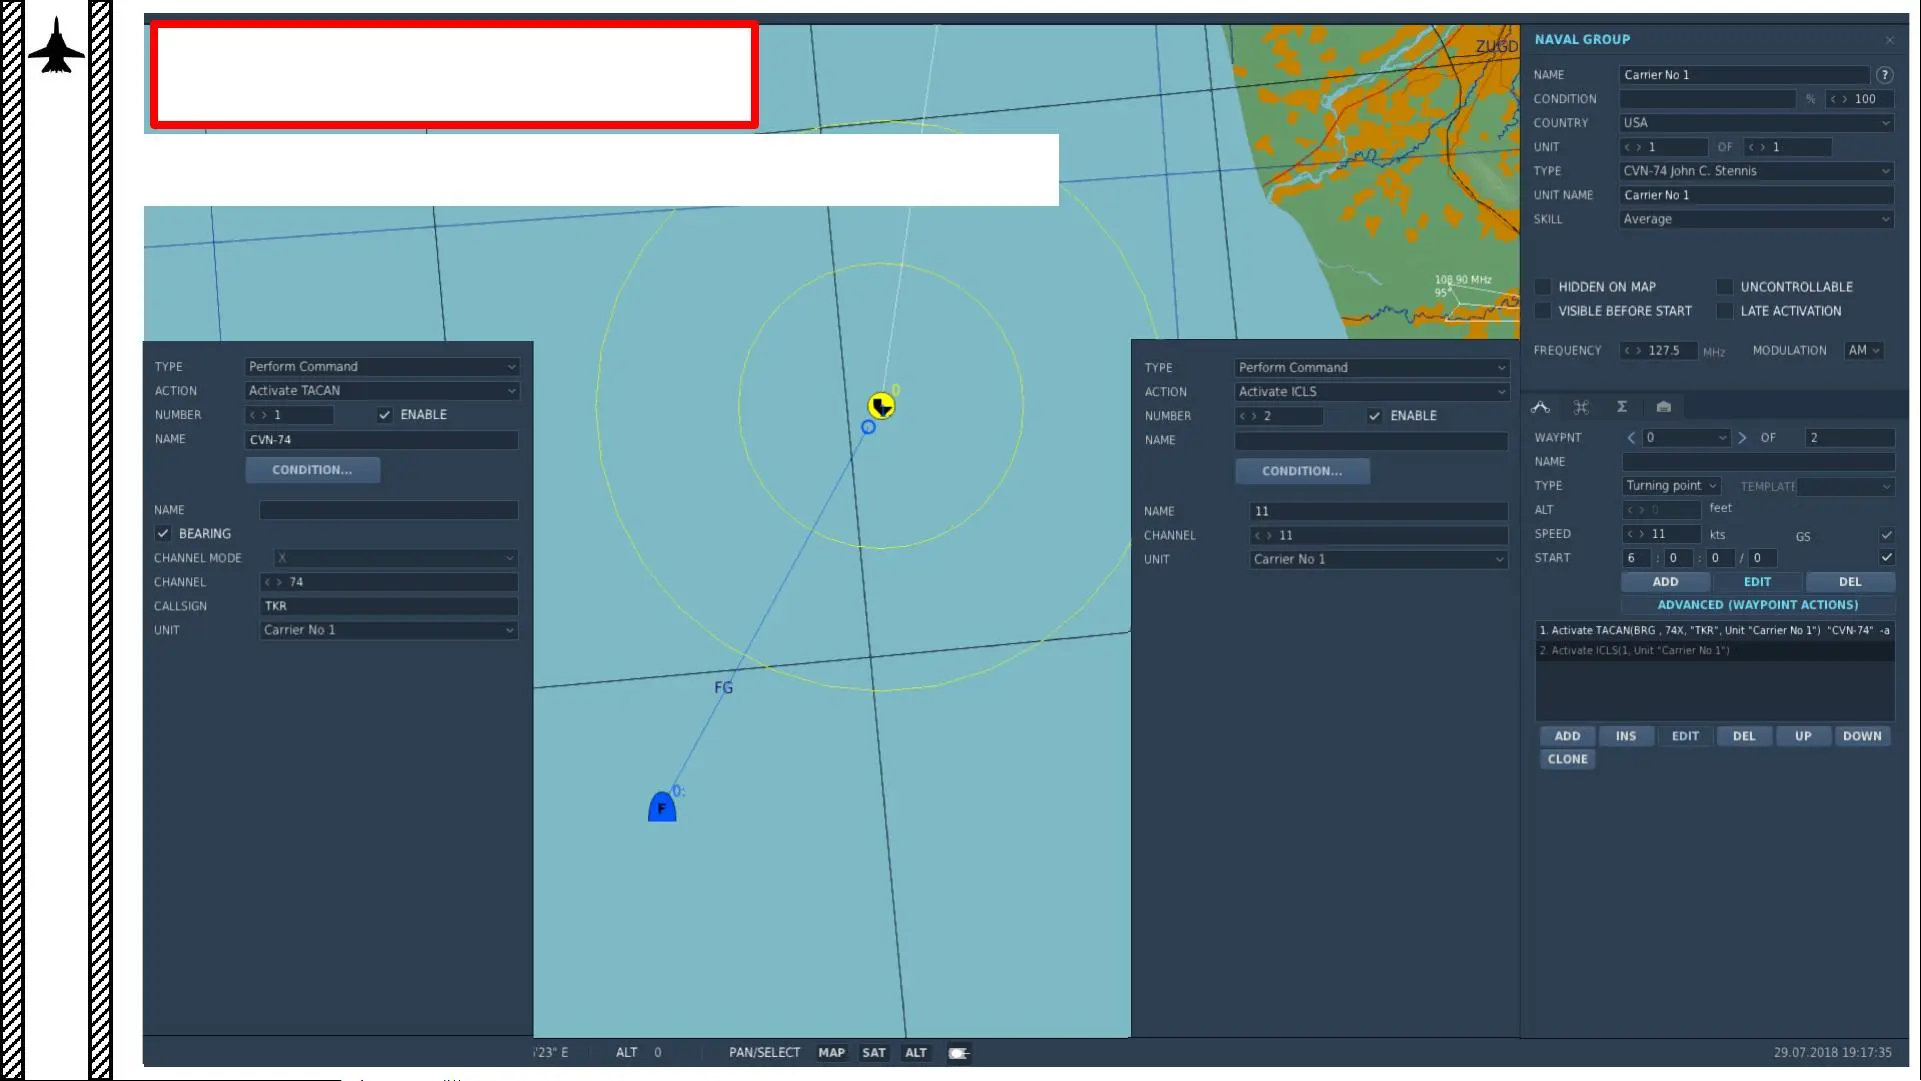 ZUGD
108.90 MHz
95°
0
FG
0:
F
TYPE Perform Command
ACTION Activate TACAN
NUMBER < > 1 ENABLE
NAME CVN-74
CONDITION...
NAME
BEARING
CHANNEL MODE X
CHANNEL < > 74
CALLSIGN TKR
UNIT Carrier No 1
TYPE Perform Command
ACTION Activate ICLS
NUMBER < > 2 ENABLE
NAME
CONDITION...
NAME 11
CHANNEL < > 11
UNIT Carrier No 1
NAVAL GROUP
NAME Carrier No 1 ?
CONDITION % < > 100
COUNTRY USA
UNIT < > 1 OF < > 1
TYPE CVN-74 John C. Stennis
UNIT NAME Carrier No 1
SKILL Average
HIDDEN ON MAP UNCONTROLLABLE
VISIBLE BEFORE START LATE ACTIVATION
FREQUENCY < > 127.5 MHz MODULATION AM
Σ
WAYPNT < 0 > OF 2
NAME
TYPE Turning point TEMPLATE
ALT < > 0 feet
SPEED < > 11 kts GS
START 6 : 0 : 0 / 0
ADD EDIT DEL
ADVANCED (WAYPOINT ACTIONS)
1. Activate TACAN(BRG , 74X, "TKR", Unit "Carrier No 1") "CVN-74" -a
2. Activate ICLS(1, Unit "Carrier No 1")
ADD INS EDIT DEL UP DOWN
CLONE
'23" E ALT 0 PAN/SELECT MAP SAT ALT 29.07.2018 19:17:35